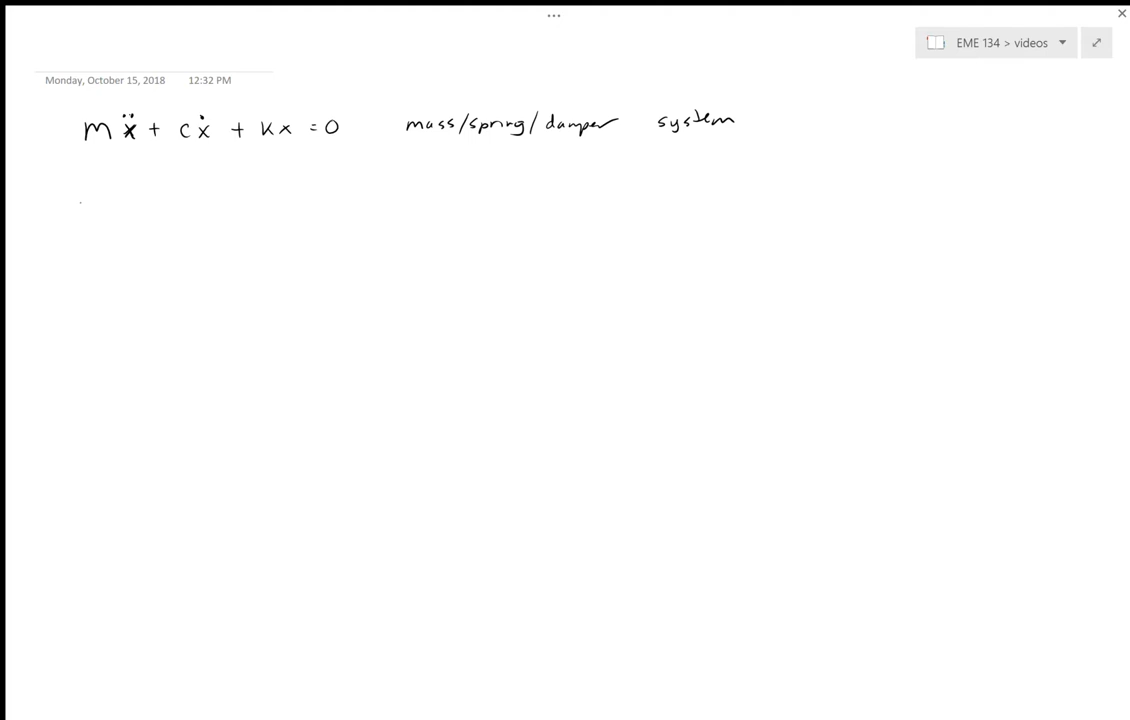 ...
EME 134 > videos
Monday, October 15, 2018 12:32 PM
mẍ + cẋ + kx = 0 mass/spring/damper system